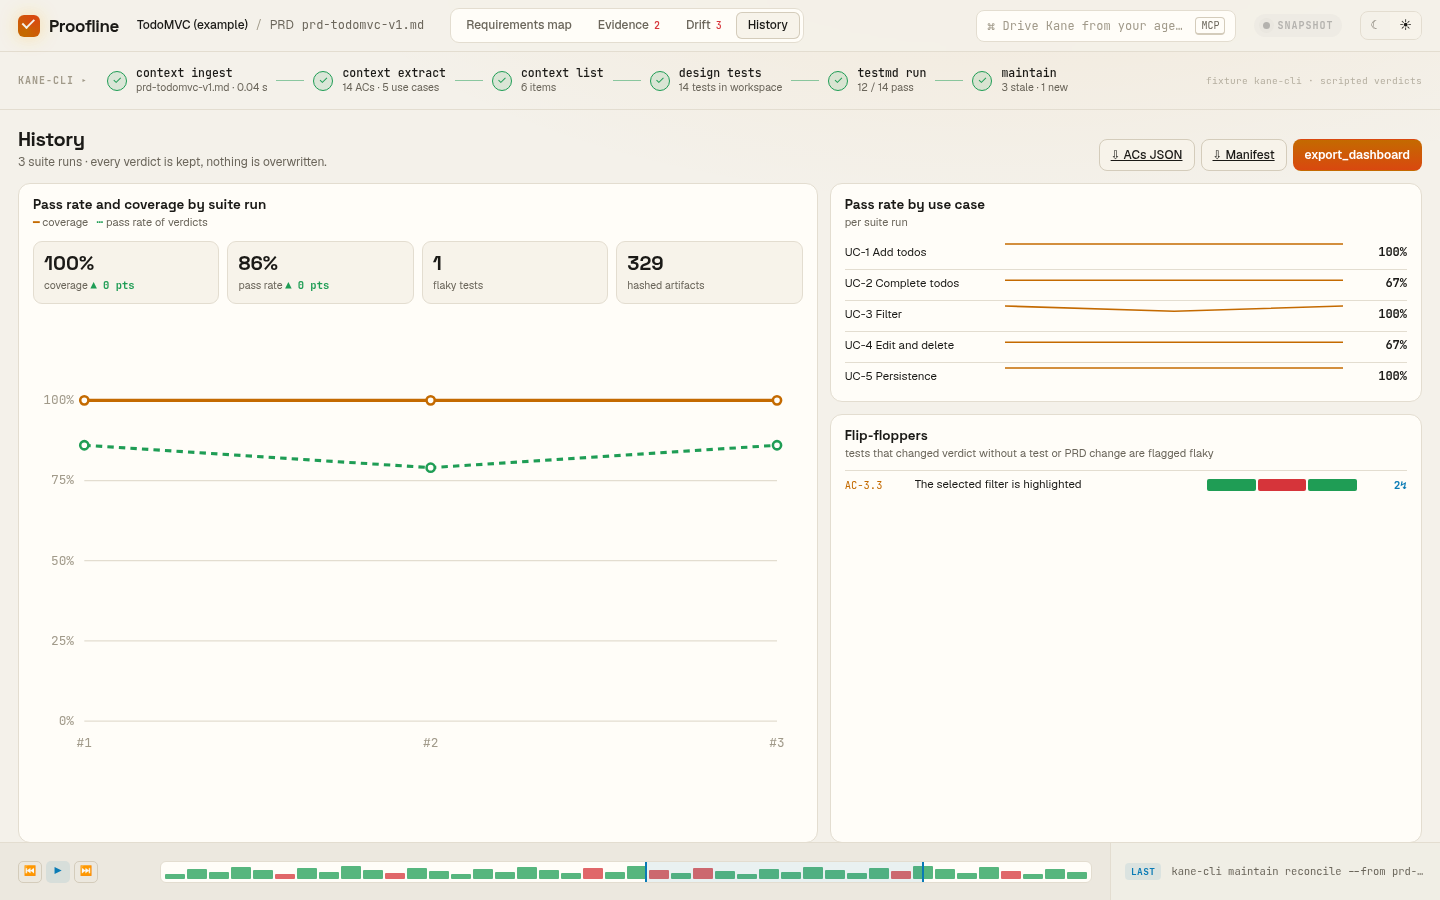 Proofline
TodoMVC (example) / PRD prd-todomvc-v1.md
Requirements map
Evidence 2
Drift 3
History
⌘ Drive Kane from your age… MCP
SNAPSHOT
KANE-CLI
context ingest
prd-todomvc-v1.md · 0.04 s
context extract
14 ACs · 5 use cases
context list
6 items
design tests
14 tests in workspace
testmd run
12 / 14 pass
maintain
3 stale · 1 new
fixture kane-cli · scripted verdicts
History
3 suite runs · every verdict is kept, nothing is overwritten.
⇩ ACs JSON
⇩ Manifest
export_dashboard
Pass rate and coverage by suite run
coverage pass rate of verdicts
100%
coverage ▲ 0 pts
86%
pass rate ▲ 0 pts
1
flaky tests
329
hashed artifacts
100%
75%
50%
25%
0%
#1
#2
#3
Pass rate by use case
per suite run
UC-1 Add todos 100%
UC-2 Complete todos 67%
UC-3 Filter 100%
UC-4 Edit and delete 67%
UC-5 Persistence 100%
Flip-floppers
tests that changed verdict without a test or PRD change are flagged flaky
AC-3.3 The selected filter is highlighted 2↯
LAST kane-cli maintain reconcile --from prd-…